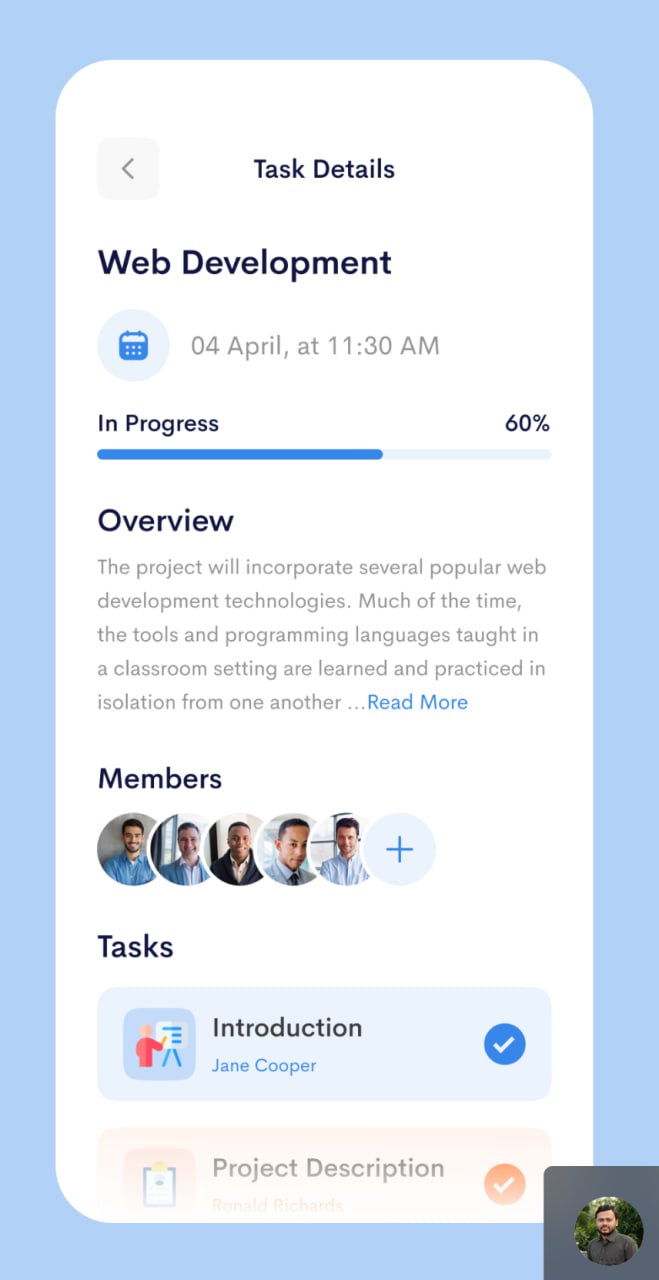 Task Details
Web Development
04 April, at 11:30 AM
In Progress 60%
Overview
The project will incorporate several popular web
development technologies. Much of the time,
the tools and programming languages taught in
a classroom setting are learned and practiced in
isolation from one another ...Read More
Members
Tasks
Introduction
Jane Cooper
Project Description
Ronald Richards